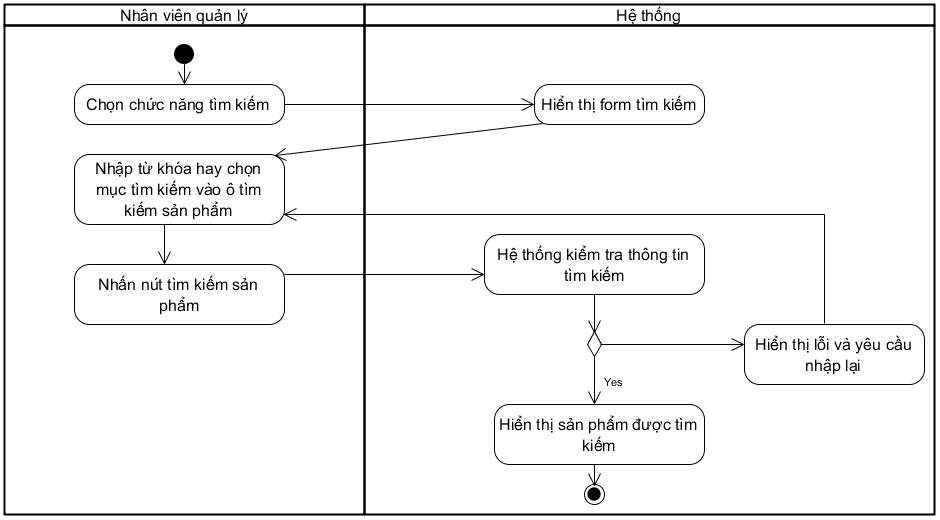 Nhân viên quản lý
Hệ thống
Chọn chức năng tìm kiếm
Hiển thị form tìm kiếm
Nhập từ khóa hay chọn
mục tìm kiếm vào ô tìm
kiếm sản phẩm
Hệ thống kiểm tra thông tin
tìm kiếm
Nhấn nút tìm kiếm sản
phẩm
Hiển thị lỗi và yêu cầu
nhập lại
Yes
Hiển thị sản phẩm được tìm
kiếm